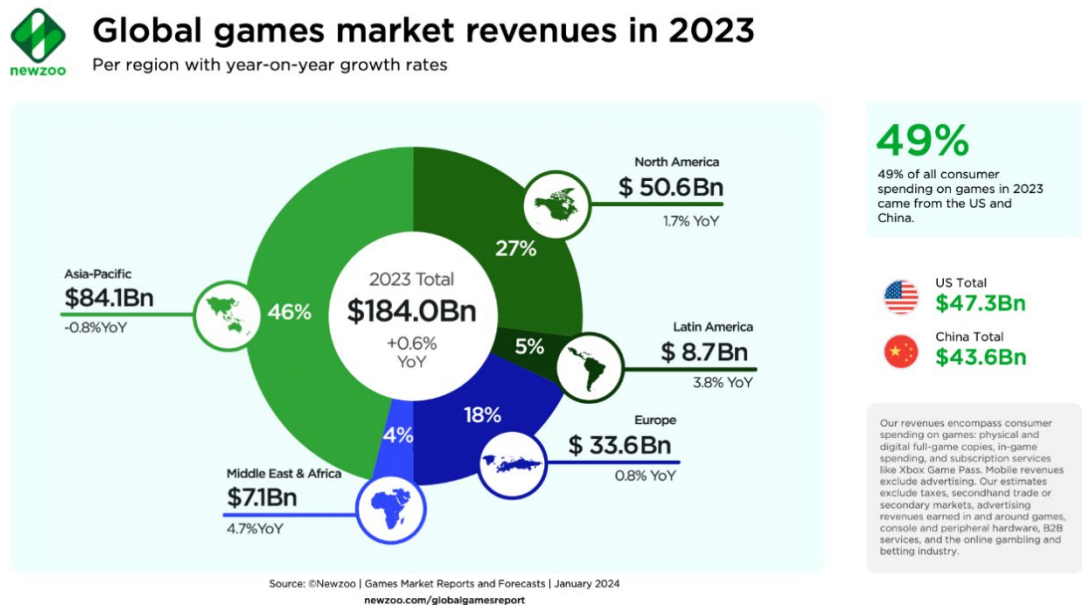 Global games market revenues in 2023
Per region with year-on-year growth rates
newzoo
North America
$ 50.6Bn
1.7% YoY
27%
Asia-Pacific
$84.1Bn
-0.8%YoY
46%
2023 Total
$184.0Bn
+0.6%
YoY
Latin America
$ 8.7Bn
3.8% YoY
5%
Europe
$ 33.6Bn
0.8% YoY
18%
4%
Middle East & Africa
$7.1Bn
4.7%YoY
49%
49% of all consumer
spending on games in 2023
came from the US and
China.
US Total
$47.3Bn
China Total
$43.6Bn
Our revenues encompass consumer
spending on games: physical and
digital full-game copies, in-game
spending, and subscription services
like Xbox Game Pass. Mobile revenues
exclude advertising. Our estimates
exclude taxes, secondhand trade or
secondary markets, advertising
revenues earned in and around games,
console and peripheral hardware, B2B
services, and the online gambling and
betting industry.
Source: ©Newzoo | Games Market Reports and Forecasts | January 2024
newzoo.com/globalgamesreport